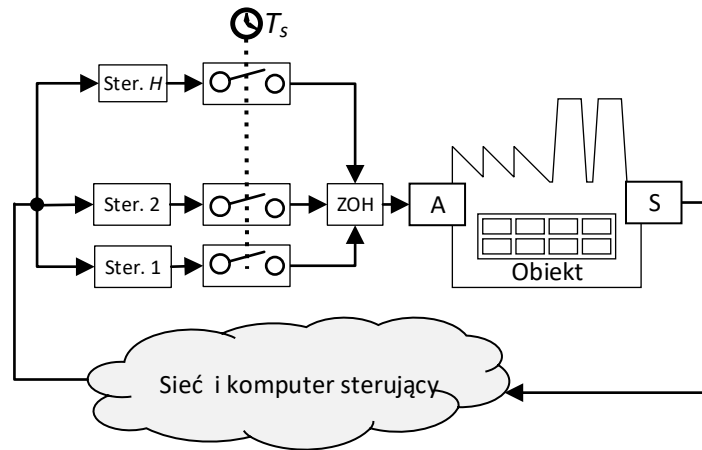 Ts
Ster. H
Ster. 2
ZOH
A
S
Ster. 1
Obiekt
Sieć i komputer sterujący